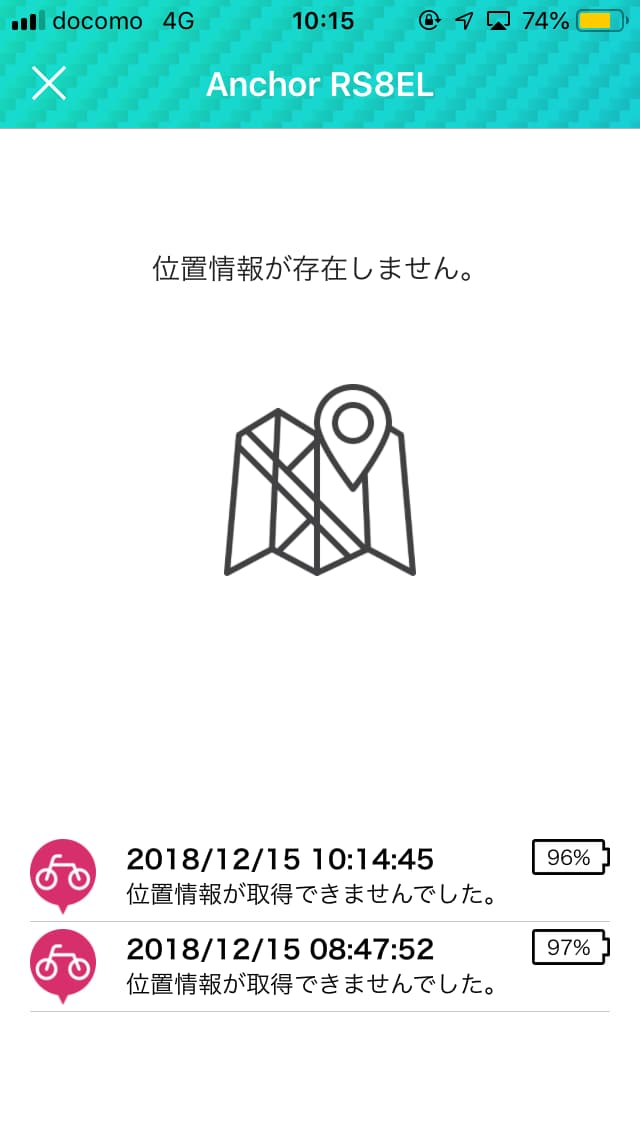 docomo 4G 10:15 74%
Anchor RS8EL
位置情報が存在しません。
2018/12/15 10:14:45 96%
位置情報が取得できませんでした。
2018/12/15 08:47:52 97%
位置情報が取得できませんでした。